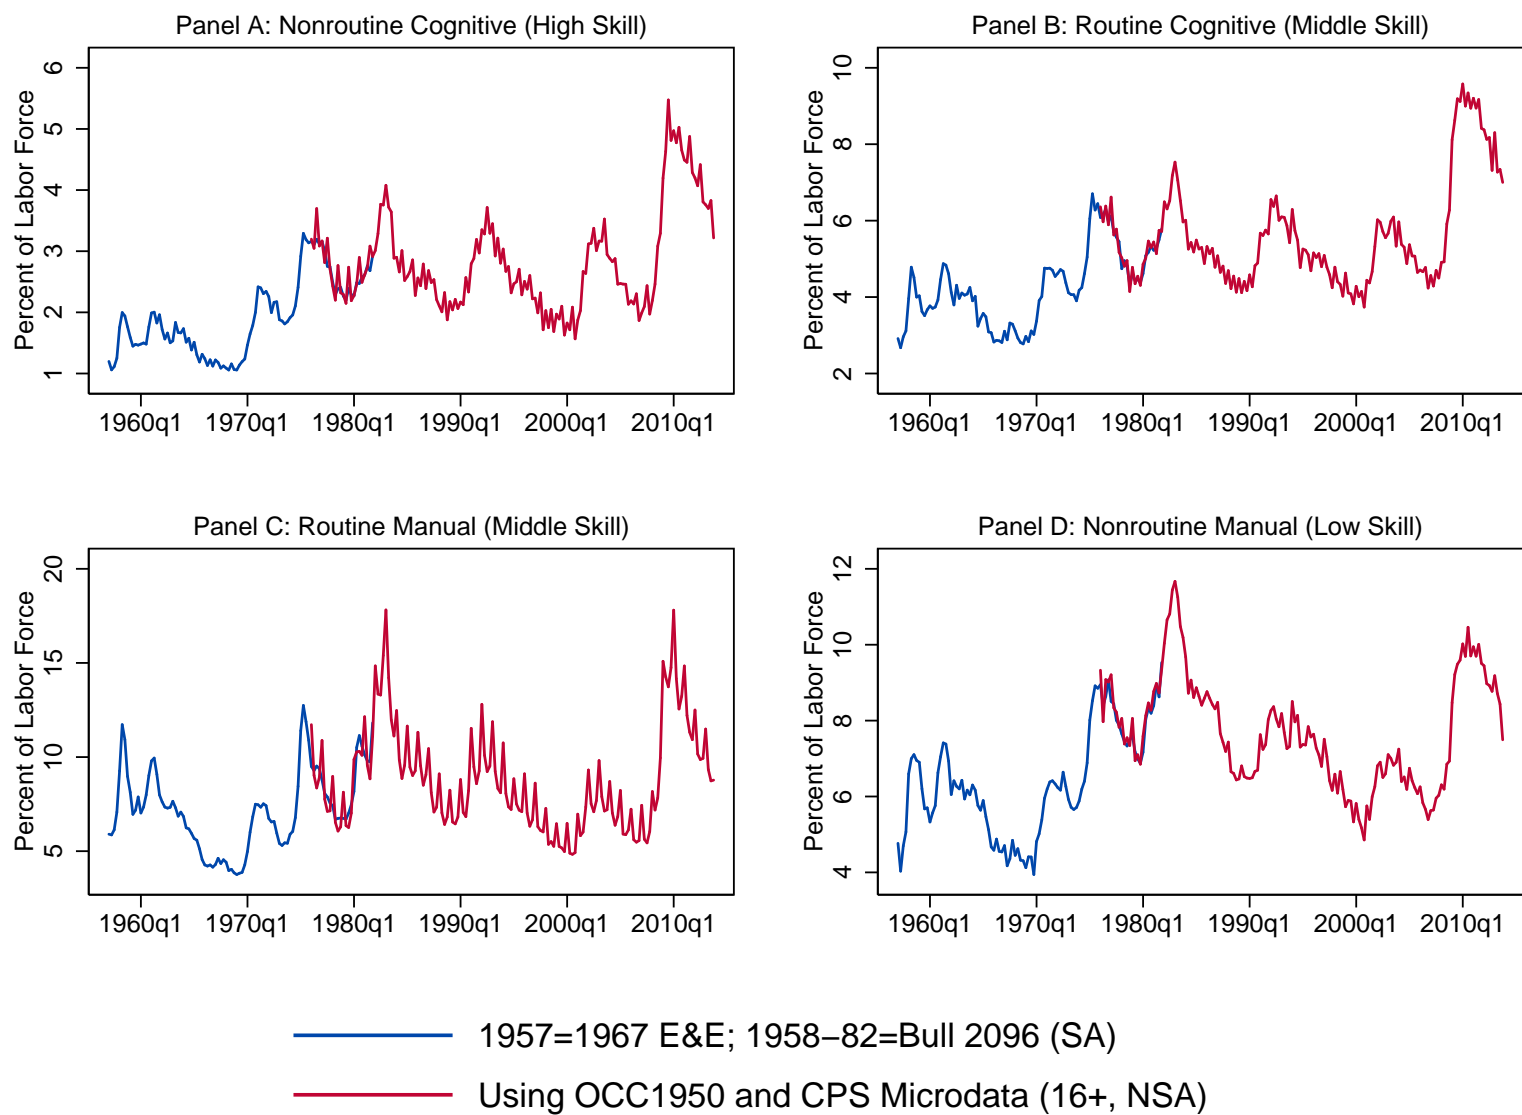 Panel A: Nonroutine Cognitive (High Skill)
Percent of Labor Force
6
5
4
3
2
1
1960q1 1970q1 1980q1 1990q1 2000q1 2010q1
Panel B: Routine Cognitive (Middle Skill)
Percent of Labor Force
10
8
6
4
2
1960q1 1970q1 1980q1 1990q1 2000q1 2010q1
Panel C: Routine Manual (Middle Skill)
Percent of Labor Force
20
15
10
5
1960q1 1970q1 1980q1 1990q1 2000q1 2010q1
Panel D: Nonroutine Manual (Low Skill)
Percent of Labor Force
12
10
8
6
4
1960q1 1970q1 1980q1 1990q1 2000q1 2010q1
1957=1967 E&E; 1958−82=Bull 2096 (SA)
Using OCC1950 and CPS Microdata (16+, NSA)